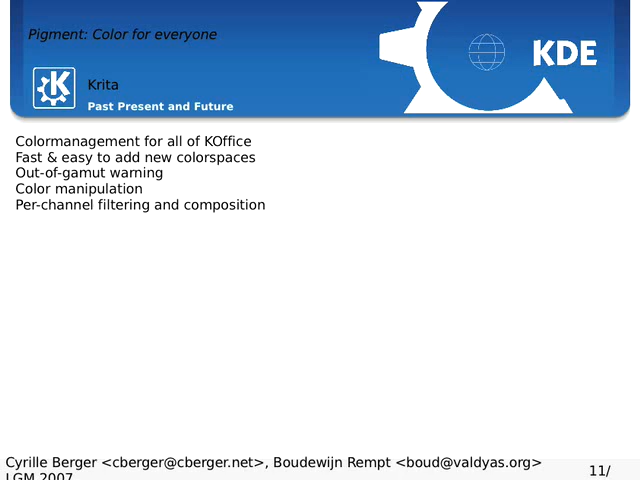 Pigment: Color for everyone
KDE
K
Krita
Past Present and Future
Colormanagement for all of KOffice
Fast & easy to add new colorspaces
Out-of-gamut warning
Color manipulation
Per-channel filtering and composition
Cyrille Berger <cberger@cberger.net>, Boudewijn Rempt <boud@valdyas.org>
LGM 2007
11/